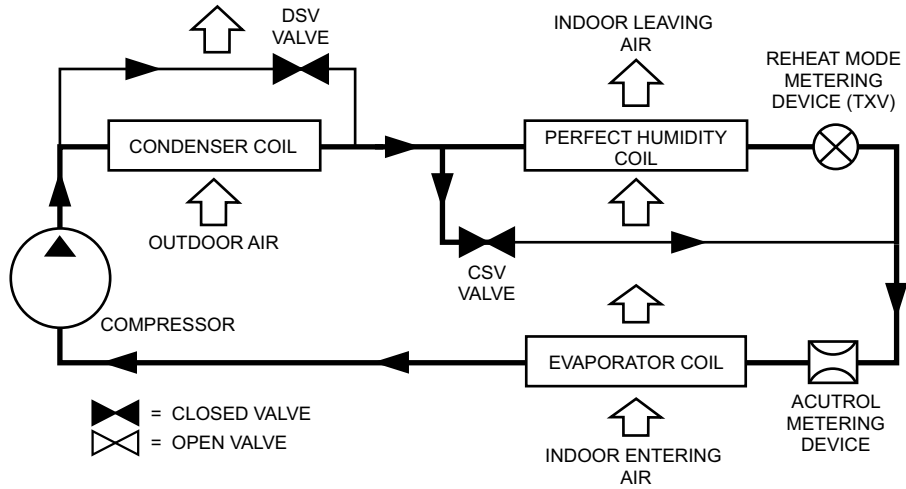 DSV
VALVE
INDOOR LEAVING
AIR
REHEAT MODE
METERING
DEVICE (TXV)
CONDENSER COIL
PERFECT HUMIDITY
COIL
OUTDOOR AIR
CSV
VALVE
COMPRESSOR
EVAPORATOR COIL
ACUTROL
METERING
DEVICE
= CLOSED VALVE
= OPEN VALVE
INDOOR ENTERING
AIR